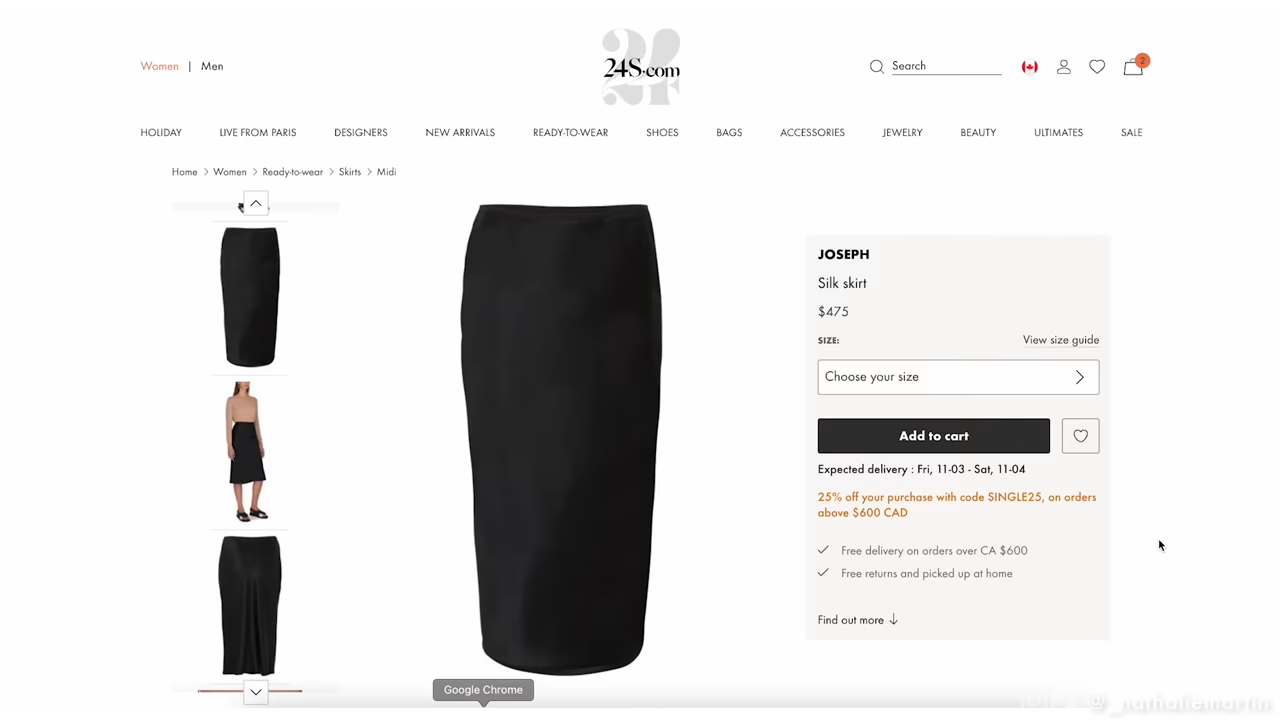 Women | Men
24S.com
Search
2
HOLIDAY LIVE FROM PARIS DESIGNERS NEW ARRIVALS READY-TO-WEAR SHOES BAGS ACCESSORIES JEWELRY BEAUTY ULTIMATES SALE
Home > Women > Ready-to-wear > Skirts > Midi
JOSEPH
Silk skirt
$475
SIZE: View size guide
Choose your size
Add to cart
Expected delivery : Fri, 11-03 - Sat, 11-04
25% off your purchase with code SINGLE25, on orders
above $600 CAD
Free delivery on orders over CA $600
Free returns and picked up at home
Find out more
Google Chrome
@_nathaliemartin